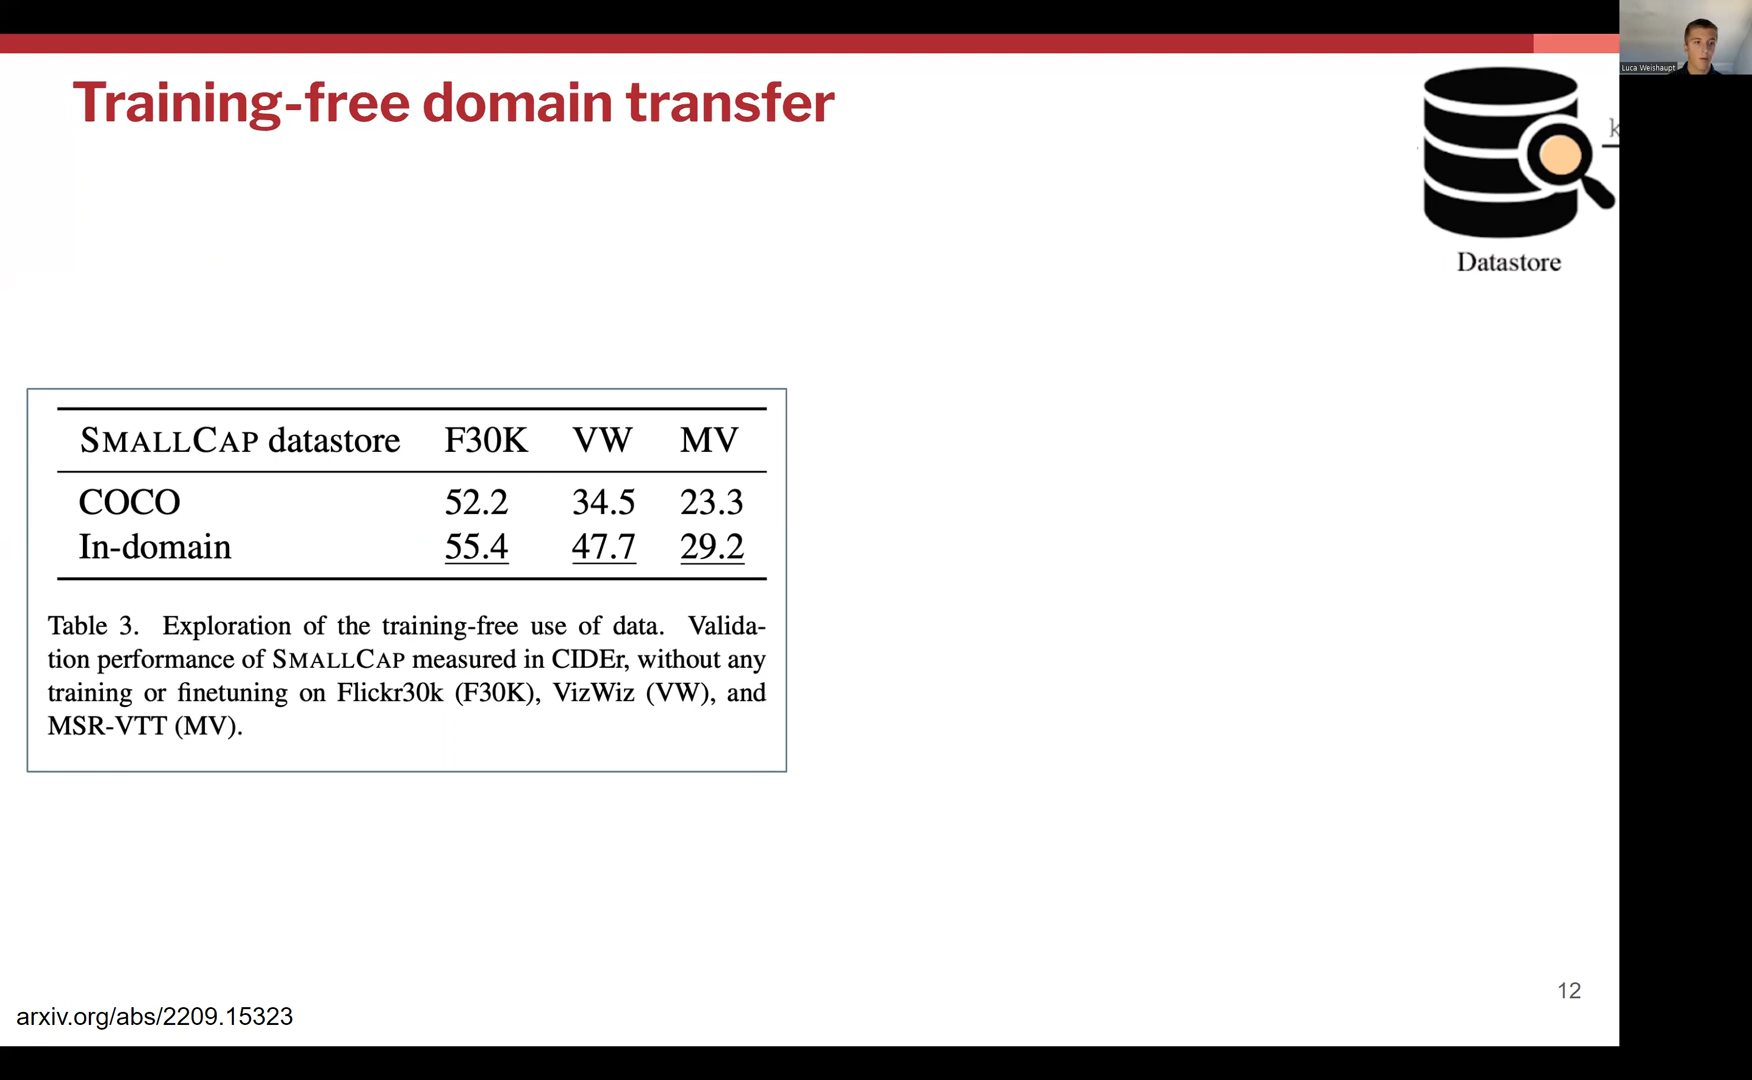 Training-free domain transfer
Luca Weishaupt
k
Datastore
SMALLCAP datastore F30K VW MV
COCO 52.2 34.5 23.3
In-domain 55.4 47.7 29.2
Table 3. Exploration of the training-free use of data. Valida-
tion performance of SMALLCAP measured in CIDEr, without any
training or finetuning on Flickr30k (F30K), VizWiz (VW), and
MSR-VTT (MV).
12
arxiv.org/abs/2209.15323